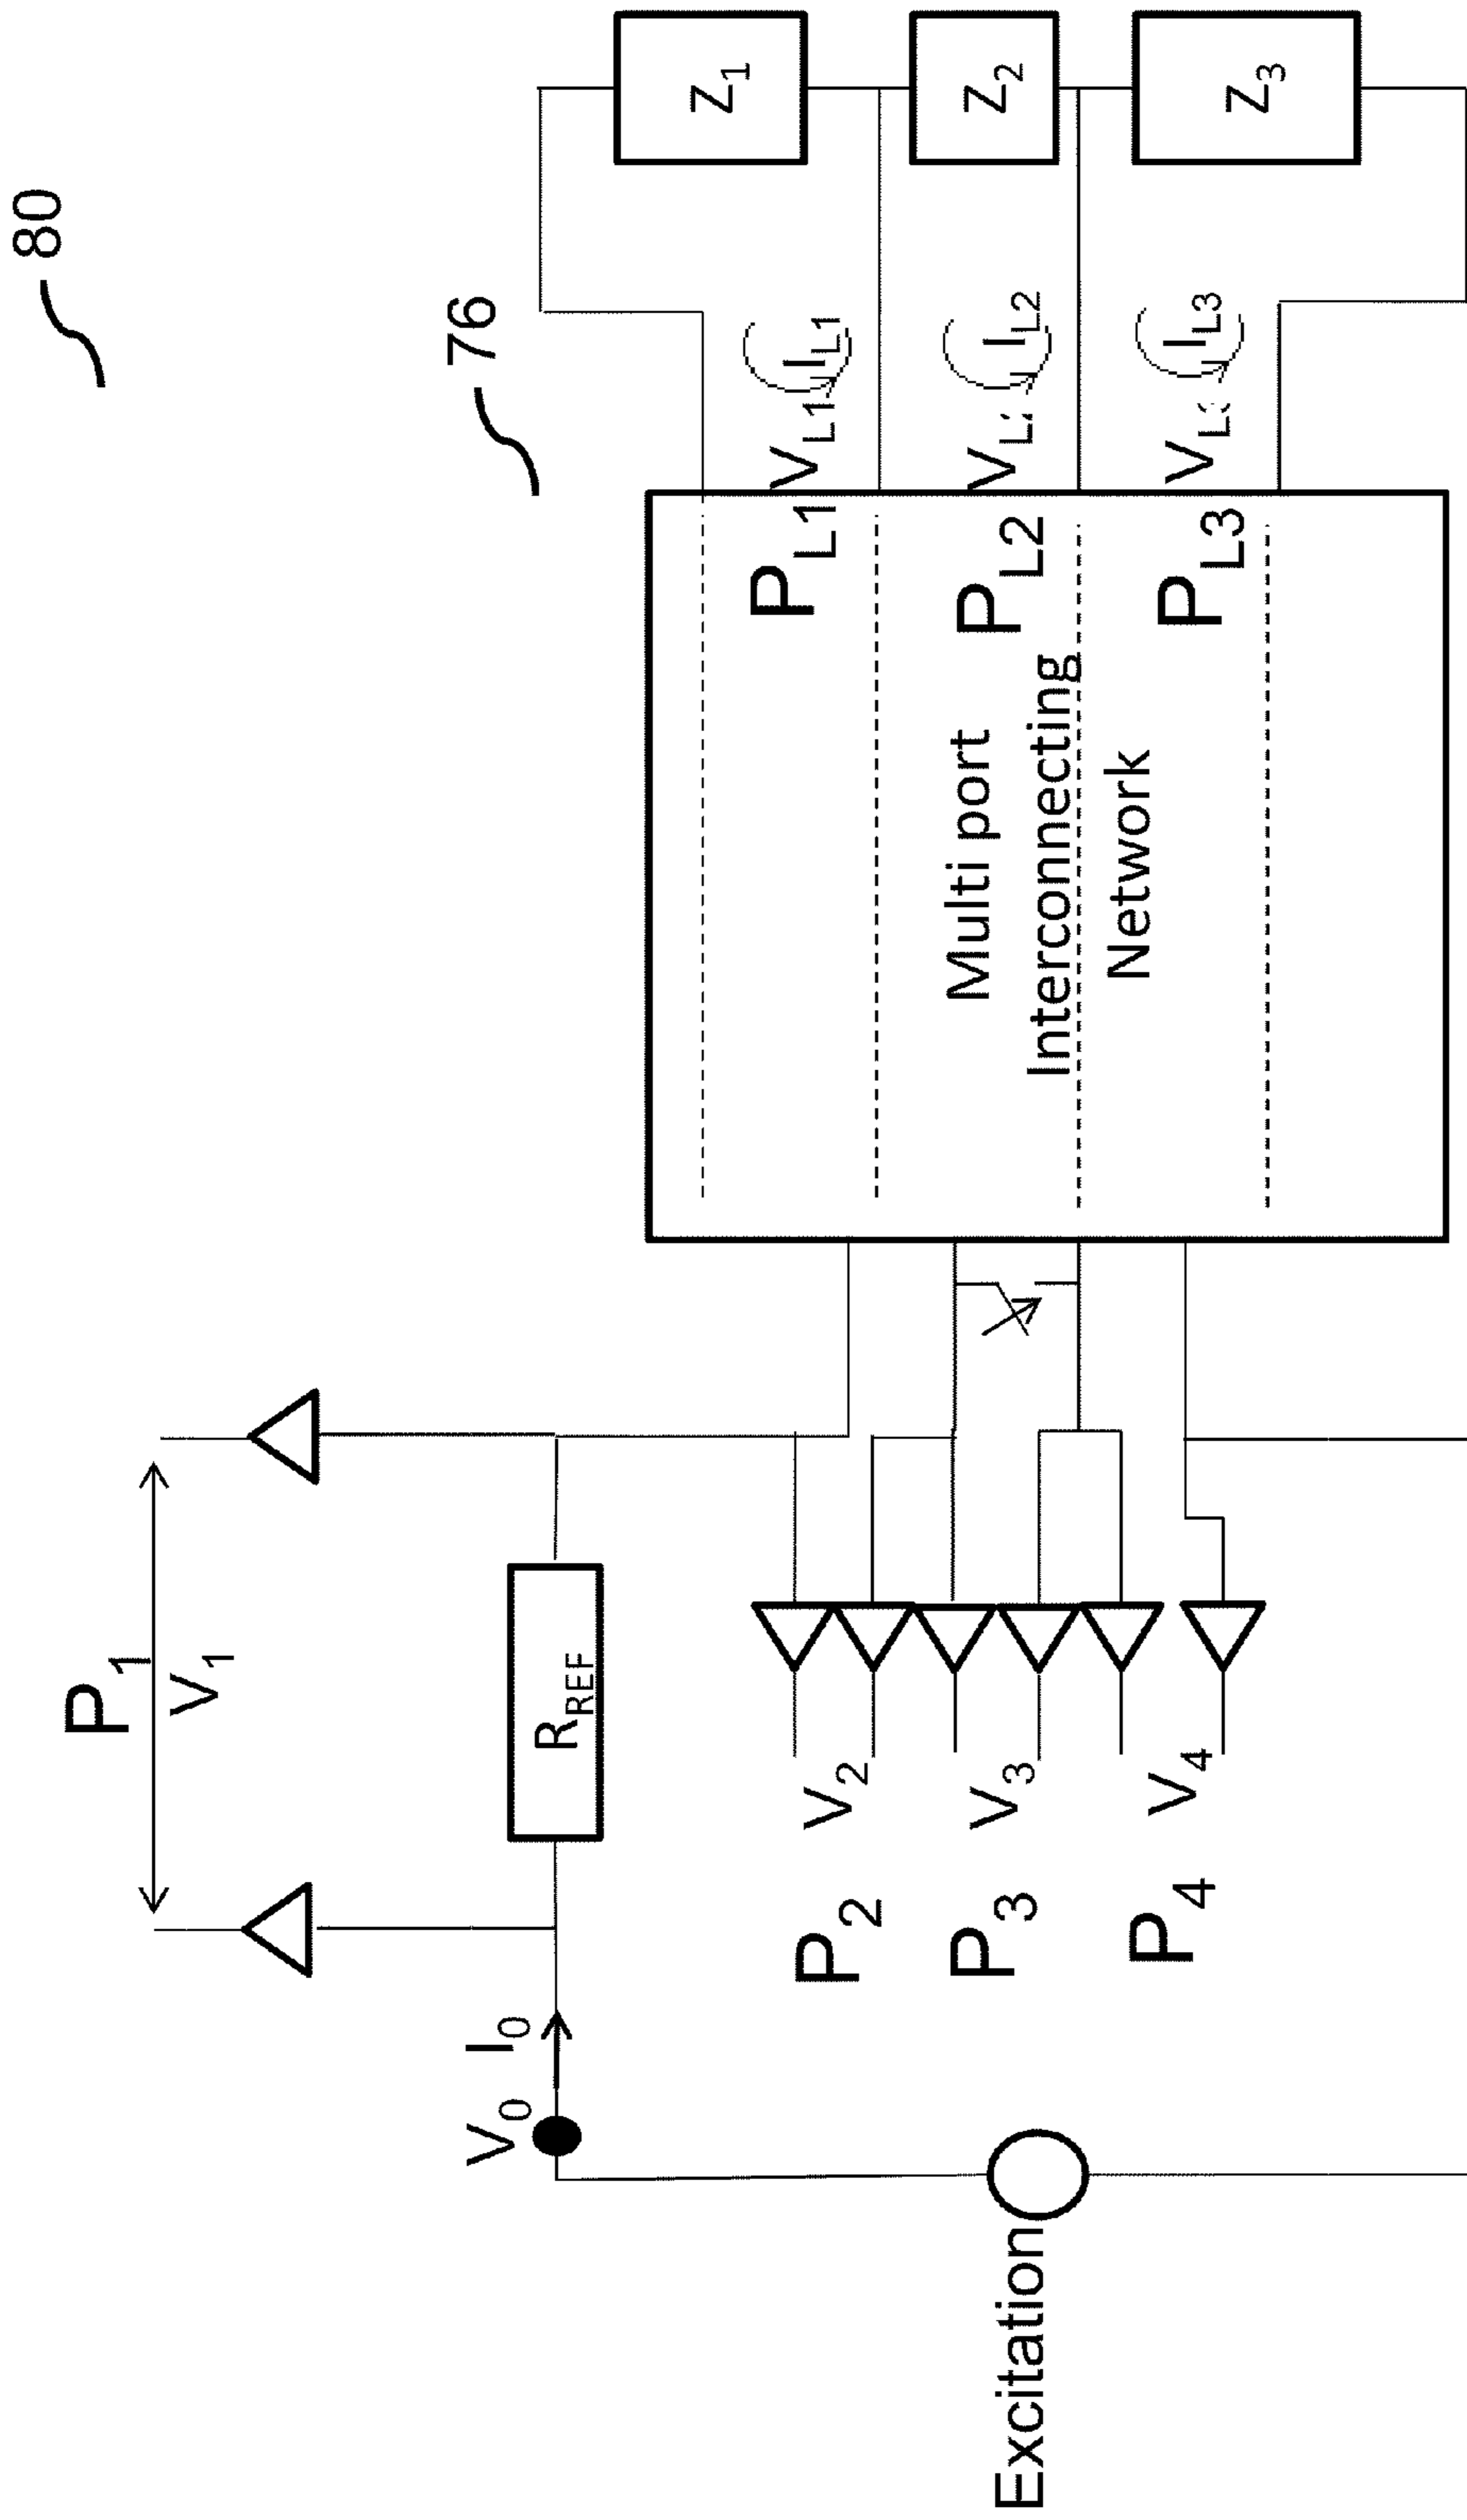 80
76
P1
V1
V0 I0
RREF
Z1
Z2
Z3
VL1 IL1
PL1
IL2
PL2
IL3
PL3
Multi port
Interconnecting
Network
P2 V2
P3 V3
P4 V4
Excitation